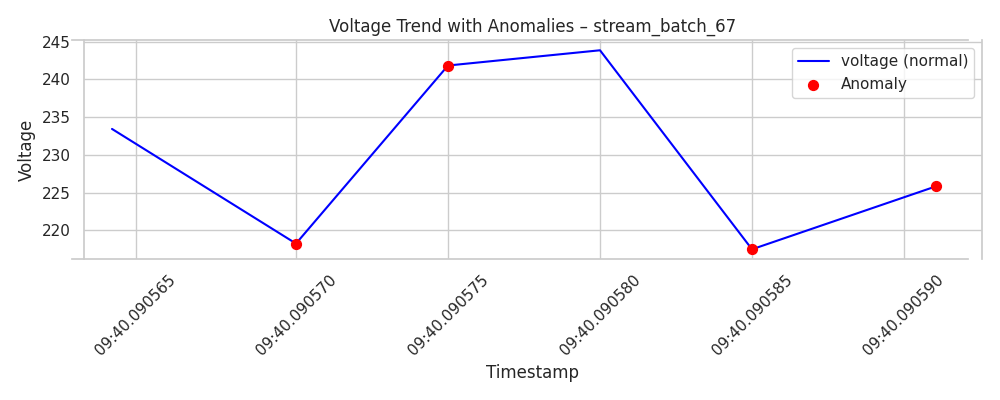 Voltage Trend with Anomalies – stream_batch_67
245
240
235
230
225
220
Voltage
voltage (normal)
Anomaly
09:40.090565
09:40.090570
09:40.090575
09:40.090580
09:40.090585
09:40.090590
Timestamp